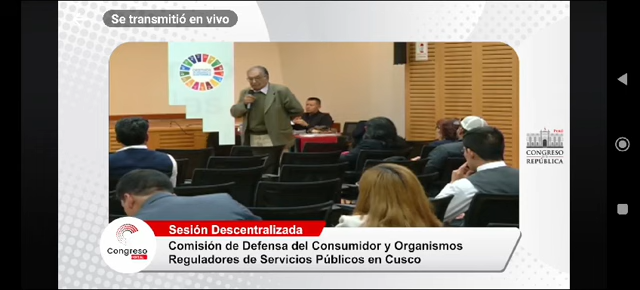 Se transmitió en vivo
PERÚ
CONGRESO
REPÚBLICA
Sesión Descentralizada
Comisión de Defensa del Consumidor y Organismos
Reguladores de Servicios Públicos en Cusco
Congreso